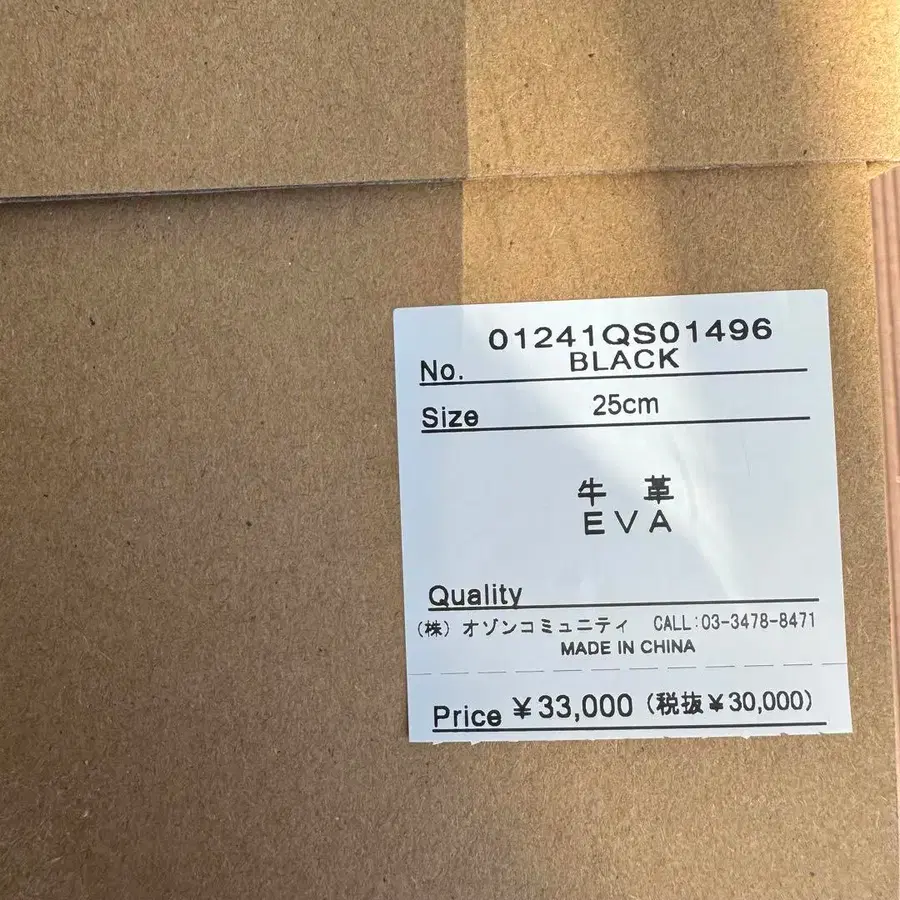 01241QS01496
No. BLACK
Size 25cm
牛 革
EVA
Quality
(株) オゾンコミュニティ CALL:03-3478-8471
MADE IN CHINA
Price ¥33,000 (税抜¥30,000)